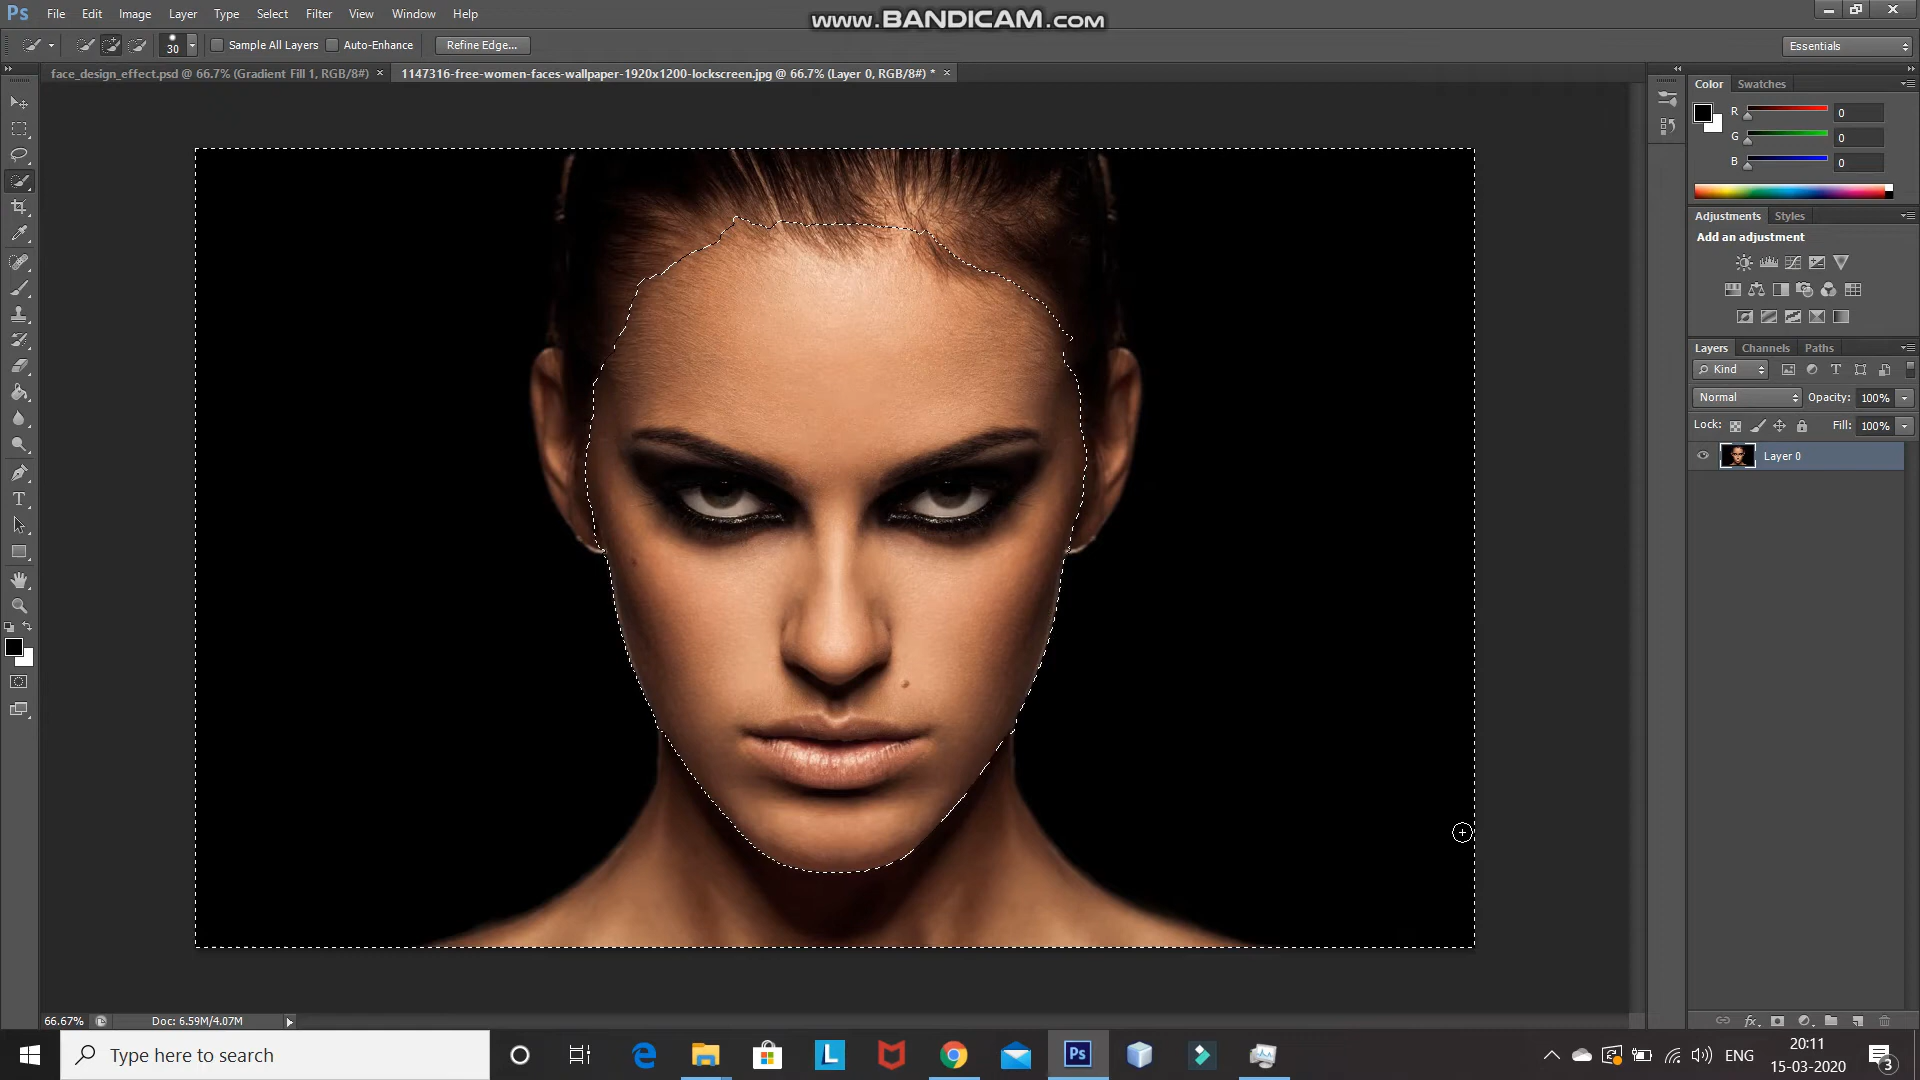 www.BANDICAM.com
Ps File Edit Image Layer Type Select Filter View Window Help
30 Sample All Layers Auto-Enhance Refine Edge... Essentials
face_design_effect.psd @ 66.7% (Gradient Fill 1, RGB/8#) × 1147316-free-women-faces-wallpaper-1920x1200-lockscreen.jpg @ 66.7% (Layer 0, RGB/8#) * ×
Color Swatches
R 0
G 0
B 0
Adjustments Styles
Add an adjustment
Layers Channels Paths
Kind
Normal Opacity: 100%
Lock: Fill: 100%
Layer 0
66.67% Doc: 6.59M/4.07M
Type here to search
L
Ps
ENG
20:11
15-03-2020
3